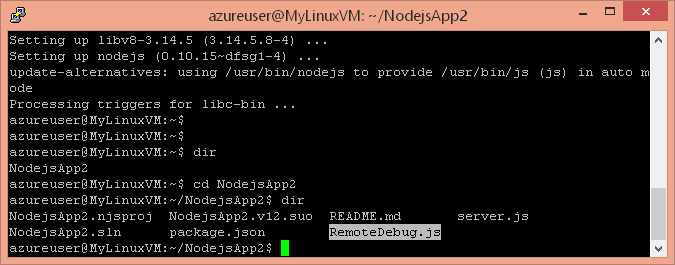 azureuser@MyLinuxVM: ~/NodejsApp2
Setting up libv8-3.14.5 (3.14.5.8-4) ...
Setting up nodejs (0.10.15~dfsg1-4) ...
update-alternatives: using /usr/bin/nodejs to provide /usr/bin/js (js) in auto m
ode
Processing triggers for libc-bin ...
azureuser@MyLinuxVM:~$
azureuser@MyLinuxVM:~$
azureuser@MyLinuxVM:~$ dir
NodejsApp2
azureuser@MyLinuxVM:~$ cd NodejsApp2
azureuser@MyLinuxVM:~/NodejsApp2$ dir
NodejsApp2.njsproj  NodejsApp2.v12.suo  README.md       server.js
NodejsApp2.sln      package.json        RemoteDebug.js
azureuser@MyLinuxVM:~/NodejsApp2$